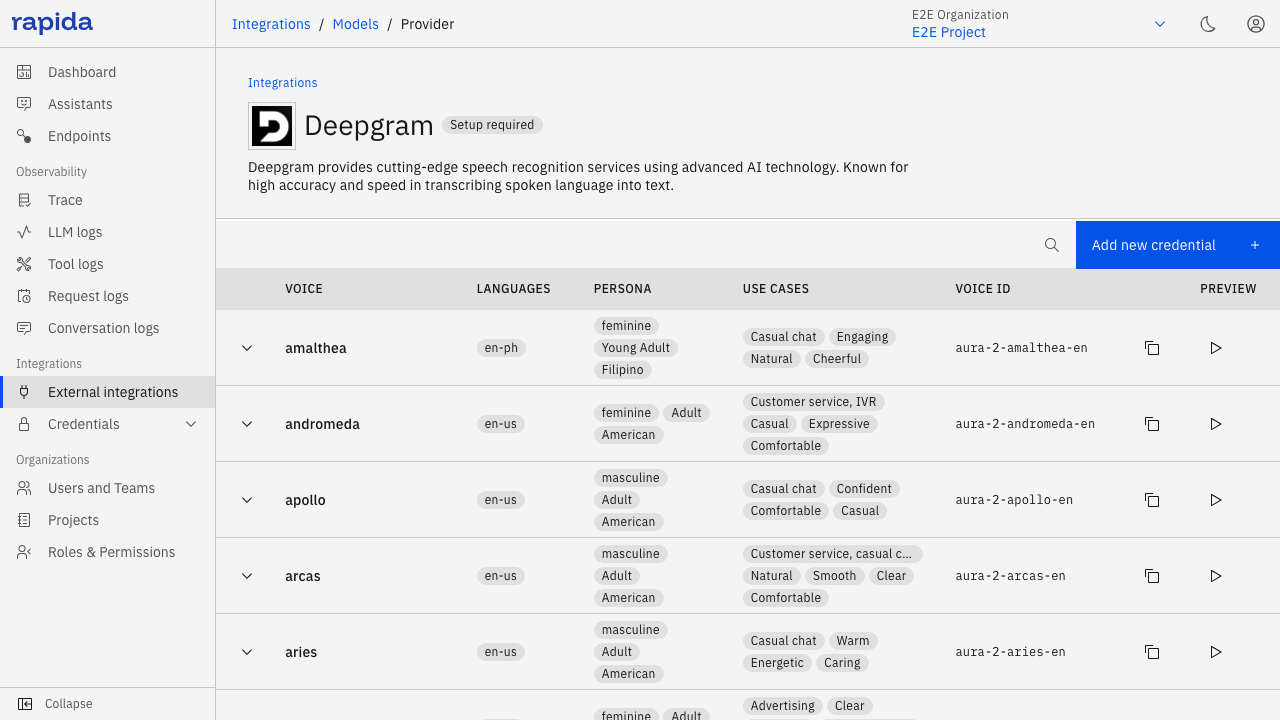 rapida
Integrations / Models / Provider
E2E Organization
E2E Project
Dashboard
Assistants
Endpoints
Observability
Trace
LLM logs
Tool logs
Request logs
Conversation logs
Integrations
External integrations
Credentials
Organizations
Users and Teams
Projects
Roles & Permissions
Collapse
Integrations
Deepgram Setup required
Deepgram provides cutting-edge speech recognition services using advanced AI technology. Known for
high accuracy and speed in transcribing spoken language into text.
Add new credential
VOICE LANGUAGES PERSONA USE CASES VOICE ID PREVIEW
amalthea
en-ph
feminine
Young Adult
Filipino
Casual chat Engaging
Natural Cheerful
aura-2-amalthea-en
andromeda
en-us
feminine Adult
American
Customer service, IVR
Casual Expressive
Comfortable
aura-2-andromeda-en
apollo
en-us
masculine
Adult
American
Casual chat Confident
Comfortable Casual
aura-2-apollo-en
arcas
en-us
masculine
Adult
American
Customer service, casual c...
Natural Smooth Clear
Comfortable
aura-2-arcas-en
aries
en-us
masculine
Adult
American
Casual chat Warm
Energetic Caring
aura-2-aries-en
feminine Adult
Advertising Clear